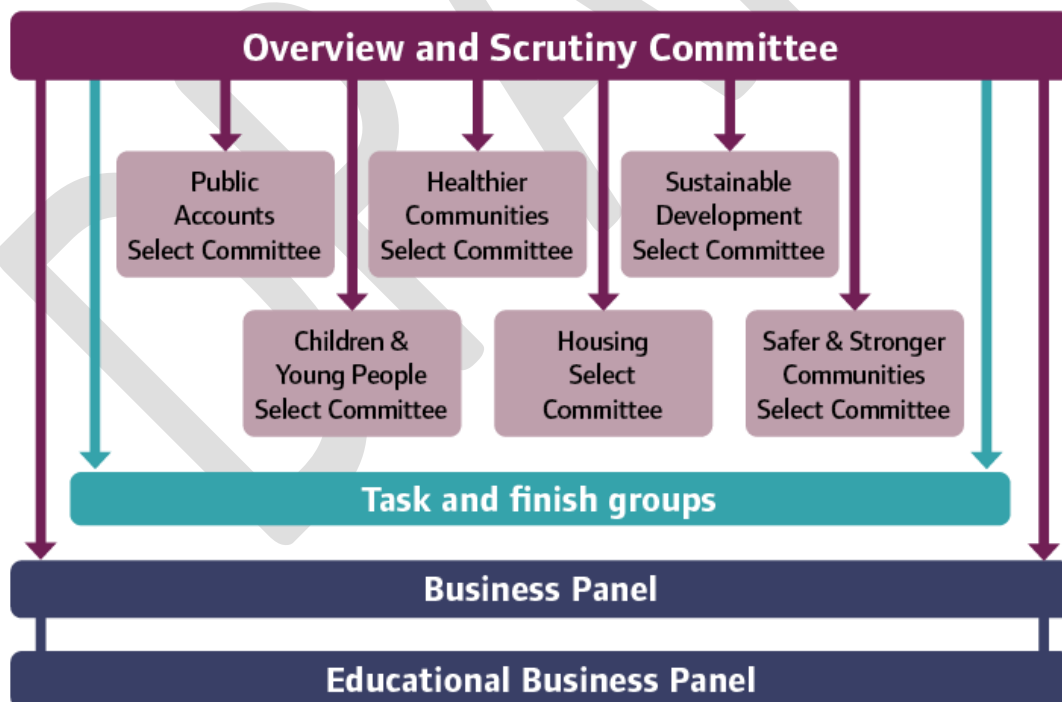 Overview and Scrutiny Committee
Public
Accounts
Select Committee
Healthier
Communities
Select Committee
Sustainable
Development
Select Committee
Children &
Young People
Select Committee
Housing
Select
Committee
Safer & Stronger
Communities
Select Committee
Task and finish groups
Business Panel
Educational Business Panel